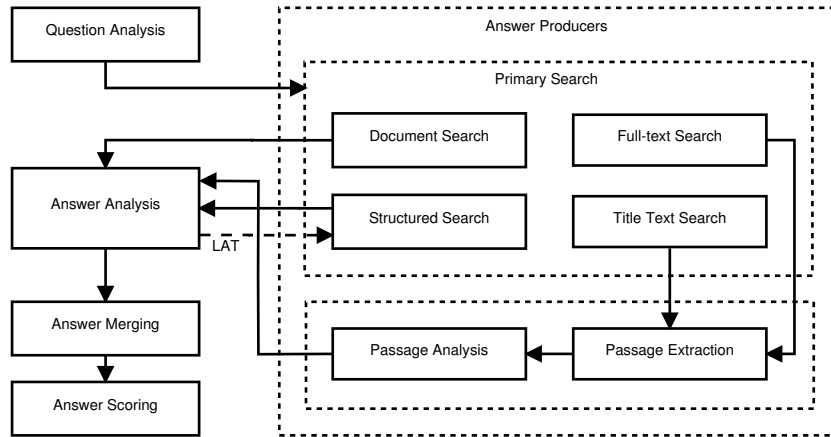 Question Analysis
Answer Producers
Primary Search
Document Search
Full-text Search
Answer Analysis
Structured Search
Title Text Search
LAT
Answer Merging
Passage Analysis
Passage Extraction
Answer Scoring